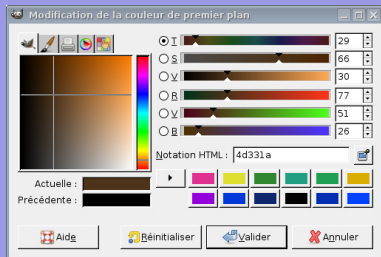 Modification de la couleur de premier plan
T 29
S 66
V 30
R 77
V 51
B 26
Notation HTML : 4d331a
Actuelle :
Précédente :
Aide Réinitialiser Valider Annuler